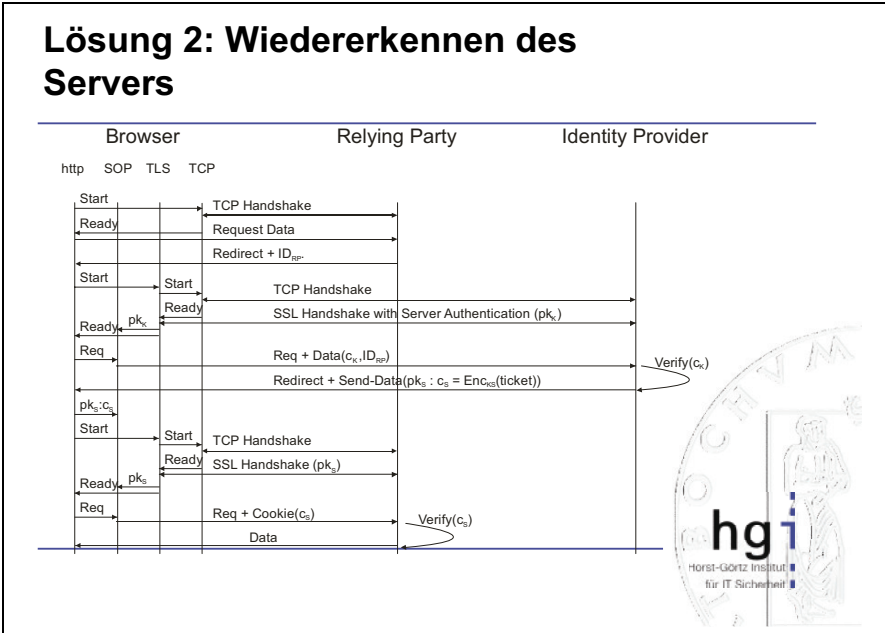 Lösung 2: Wiedererkennen des
Servers
Browser Relying Party Identity Provider
http SOP TLS TCP
Start
TCP Handshake
Ready
Request Data
Redirect + ID_RP.
Start
Start
TCP Handshake
Ready
SSL Handshake with Server Authentication (pk_K)
pk_K
Ready
Req
Req + Data(c_K,ID_RP)
Verify(c_K)
Redirect + Send-Data(pk_S : c_S = Enc_KS(ticket))
pk_S:c_S
Start
Start
TCP Handshake
Ready
SSL Handshake (pk_S)
pk_S
Ready
Req
Req + Cookie(c_S)
Verify(c_S)
Data
BOCHUM
hgi
Horst-Görtz Institut
für IT Sicherheit